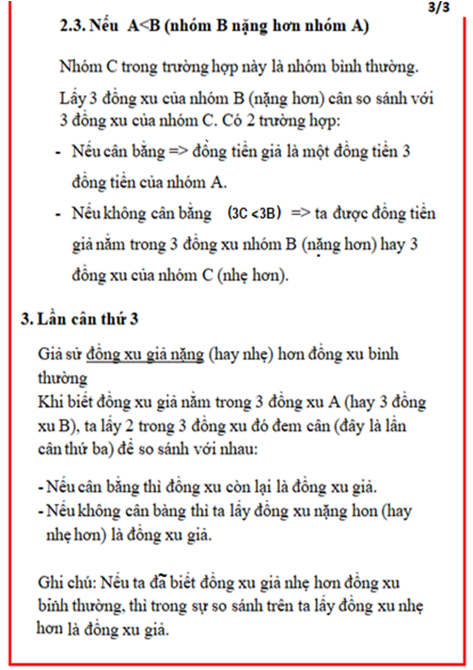 3/3
2.3. Nếu A<B (nhóm B nặng hơn nhóm A)
Nhóm C trong trường hợp này là nhóm bình thường.
Lấy 3 đồng xu của nhóm B (nặng hơn) cân so sánh với
3 đồng xu của nhóm C. Có 2 trường hợp:
- Nếu cân bằng => đồng tiền giả là một đồng tiền 3
đồng tiền của nhóm A.
- Nếu không cân bằng (3C <3B) => ta được đồng tiền
giả nằm trong 3 đồng xu nhóm B (nặng hơn) hay 3
đồng xu của nhóm C (nhẹ hơn).
3. Lần cân thứ 3
Giả sử đồng xu giả nặng (hay nhẹ) hơn đồng xu bình
thường
Khi biết đồng xu giả nằm trong 3 đồng xu A (hay 3 đồng
xu B), ta lấy 2 trong 3 đồng xu đó đem cân (đây là lần
cân thứ ba) để so sánh với nhau:
- Nếu cân bằng thì đồng xu còn lại là đồng xu giả.
- Nếu không cân bàng thì ta lấy đồng xu nặng hon (hay
nhẹ hơn) là đồng xu giả.
Ghi chú: Nếu ta đã biết đồng xu giả nhẹ hơn đồng xu
bình thường, thì trong sự so sánh trên ta lấy đồng xu nhẹ
hơn là đồng xu giả.